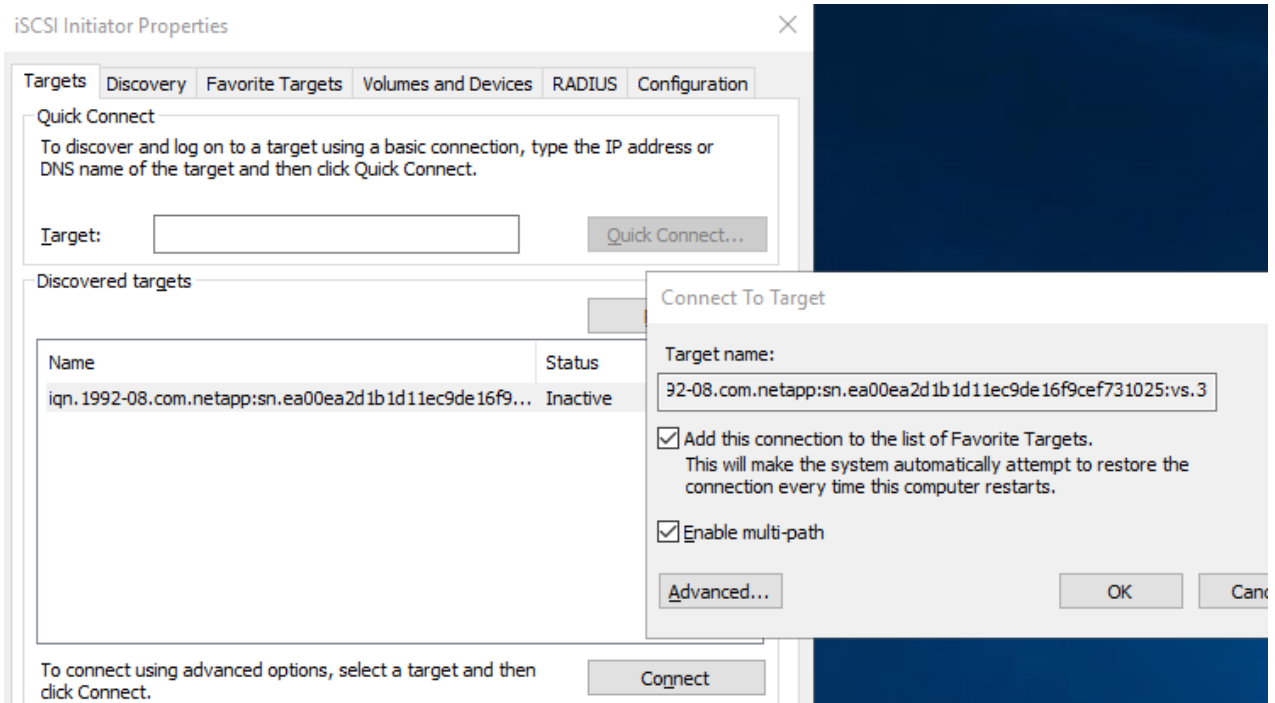 iSCSI Initiator Properties
Targets Discovery Favorite Targets Volumes and Devices RADIUS Configuration
Quick Connect
To discover and log on to a target using a basic connection, type the IP address or
DNS name of the target and then click Quick Connect.
Target:
Quick Connect...
Discovered targets
Name Status
iqn.1992-08.com.netapp:sn.ea00ea2d1b1d11ec9de16f9... Inactive
To connect using advanced options, select a target and then
click Connect.
Connect
Connect To Target
Target name:
92-08.com.netapp:sn.ea00ea2d1b1d11ec9de16f9cef731025:vs.3
Add this connection to the list of Favorite Targets.
This will make the system automatically attempt to restore the
connection every time this computer restarts.
Enable multi-path
Advanced...
OK